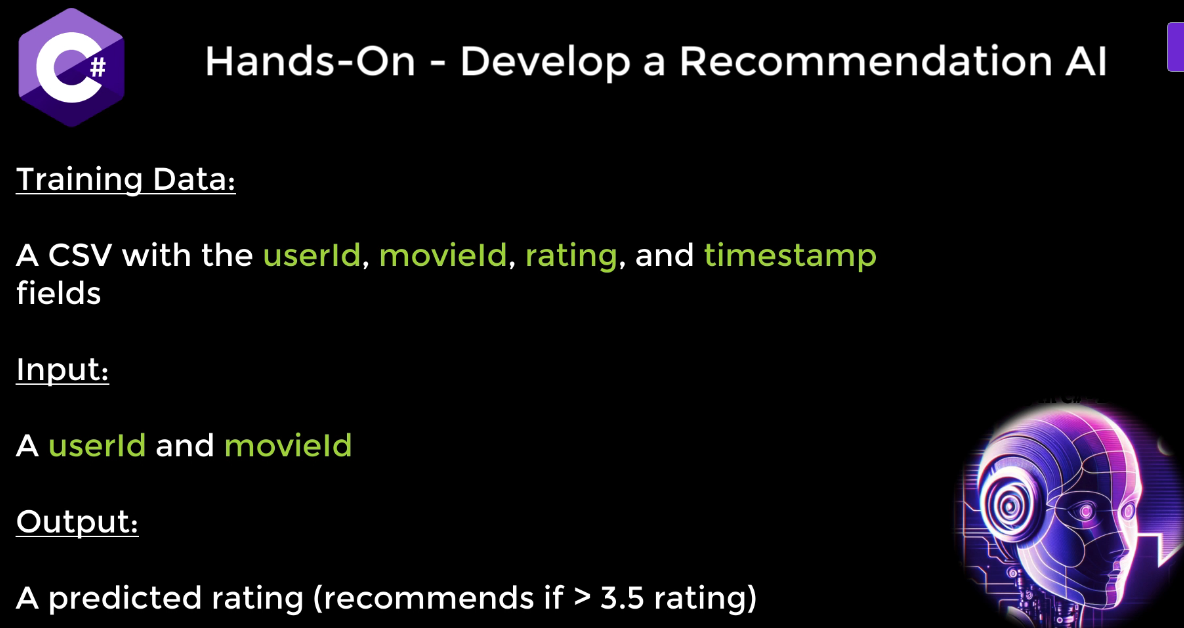 C#
Hands-On - Develop a Recommendation AI
Training Data:
A CSV with the userId, movieId, rating, and timestamp
fields
Input:
A userId and movieId
Output:
A predicted rating (recommends if > 3.5 rating)